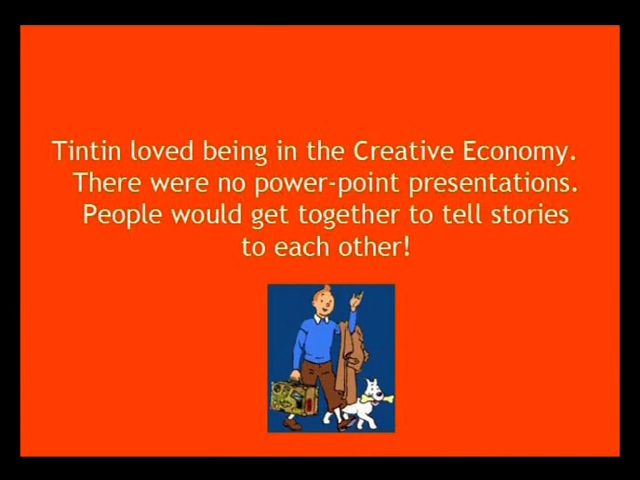 Tintin loved being in the Creative Economy.
There were no power-point presentations.
People would get together to tell stories
to each other!